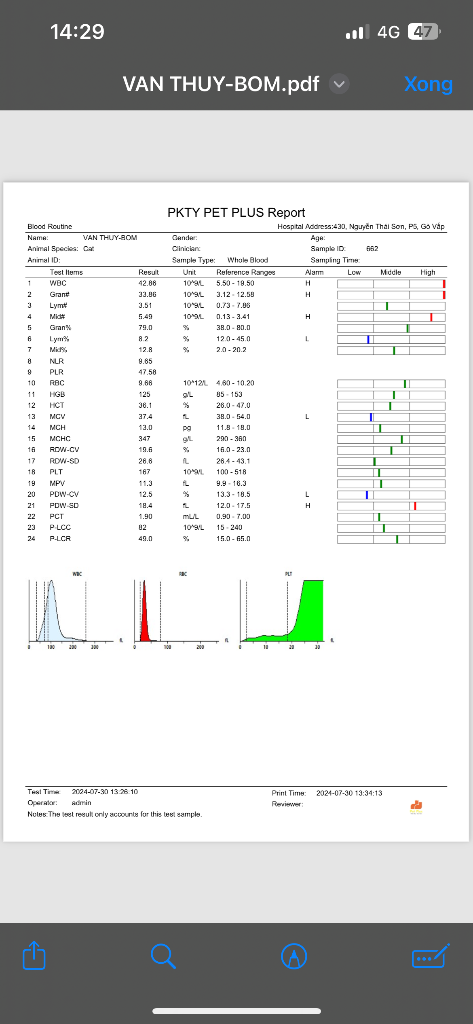 14:29 4G 47
VAN THUY-BOM.pdf Xong
PKTY PET PLUS Report
Blood Routine Hospital Address:430, Nguyễn Thái Sơn, P5, Gò Vấp
Name: VAN THUY-BOM Gender: Age:
Animal Species: Cat Clinician: Sample ID: 662
Animal ID: Sample Type: Whole Blood Sampling Time:
Test Items Result Unit Reference Ranges Alarm Low Middle High
1 WBC 42.86 10^9/L 5.50 - 19.50 H
2 Gran# 33.86 10^9/L 3.12 - 12.58 H
3 Lym# 3.51 10^9/L 0.73 - 7.86
4 Mid# 5.49 10^9/L 0.13 - 3.41 H
5 Gran% 79.0 % 38.0 - 80.0
6 Lym% 8.2 % 12.0 - 45.0 L
7 Mid% 12.8 % 2.0 - 20.2
8 NLR 9.65
9 PLR 47.58
10 RBC 9.66 10^12/L 4.60 - 10.20
11 HGB 125 g/L 85 - 153
12 HCT 36.1 % 26.0 - 47.0
13 MCV 37.4 fL 38.0 - 54.0 L
14 MCH 13.0 pg 11.8 - 18.0
15 MCHC 347 g/L 290 - 360
16 RDW-CV 19.6 % 16.0 - 23.0
17 RDW-SD 26.6 fL 26.4 - 43.1
18 PLT 167 10^9/L 100 - 518
19 MPV 11.3 fL 9.9 - 16.3
20 PDW-CV 12.5 % 13.3 - 18.5 L
21 PDW-SD 18.4 fL 12.0 - 17.5 H
22 PCT 1.90 mL/L 0.90 - 7.00
23 P-LCC 82 10^9/L 15 - 240
24 P-LCR 49.0 % 15.0 - 65.0
WBC RBC PLT
0 100 200 300 fL 0 100 200 fL 0 10 20 30 fL
Test Time: 2024-07-30 13:26:10 Print Time: 2024-07-30 13:34:13
Operator: admin Reviewer:
Notes:The test result only accounts for this test sample.